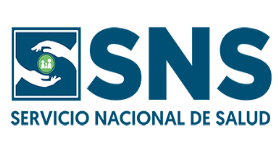 SNS
SERVICIO NACIONAL DE SALUD